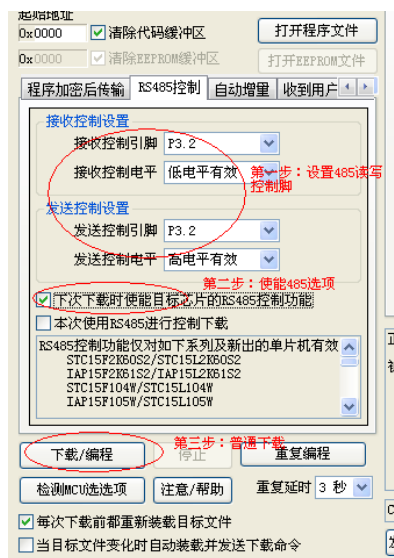 起始地址
0x0000 清除代码缓冲区 打开程序文件
0x0000 清除EEPROM缓冲区 打开EEPROM文件
程序加密后传输 RS485控制 自动增量 收到用户
接收控制设置
接收控制引脚 P3.2
接收控制电平 低电平有效
第一步：设置485读写
控制脚
发送控制设置
发送控制引脚 P3.2
发送控制电平 高电平有效
第二步：使能485选项
下次下载时使能目标芯片的RS485控制功能
本次使用RS485进行控制下载
RS485控制功能仅对如下系列及新出的单片机有效
STC15F2K60S2/STC15L2K60S2
IAP15F2K61S2/IAP15L2K61S2
STC15F104W/STC15L104W
IAP15F105W/STC15L105W
第三步：普通下载
下载/编程 停止 重复编程
检测MCU选选项 注意/帮助 重复延时 3 秒
每次下载前都重新装载目标文件
当目标文件变化时自动装载并发送下载命令